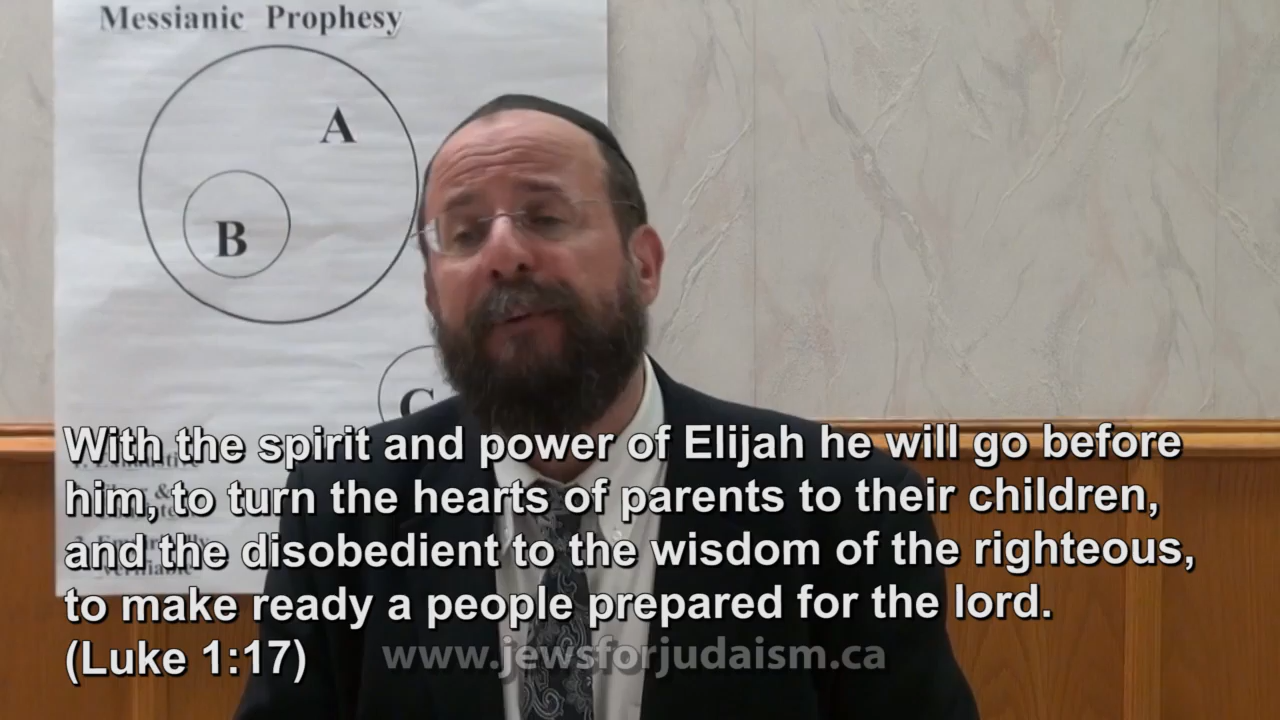 Messianic Prophesy
A
B
C
With the spirit and power of Elijah he will go before
him, to turn the hearts of parents to their children,
and the disobedient to the wisdom of the righteous,
to make ready a people prepared for the lord.
(Luke 1:17)
www.jewsforjudaism.ca